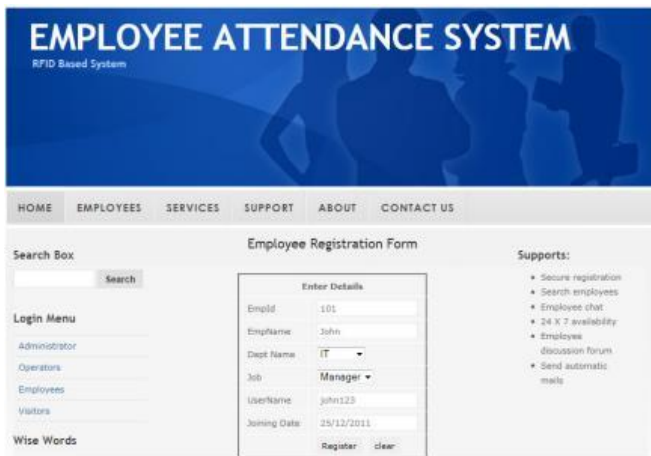 EMPLOYEE ATTENDANCE SYSTEM
RFID Based System
HOME EMPLOYEES SERVICES SUPPORT ABOUT CONTACT US
Search Box
Search
Login Menu
Administrator
Operators
Employees
Visitors
Wise Words
Employee Registration Form
Enter Details
EmpId 101
EmpName John
Dept Name IT
Job Manager
UserName john123
Joining Date 25/12/2011
Register clear
Supports:
Secure registration
Search employees
Employee chat
24 X 7 availability
Employee
discussion forum
Send automatic
mails